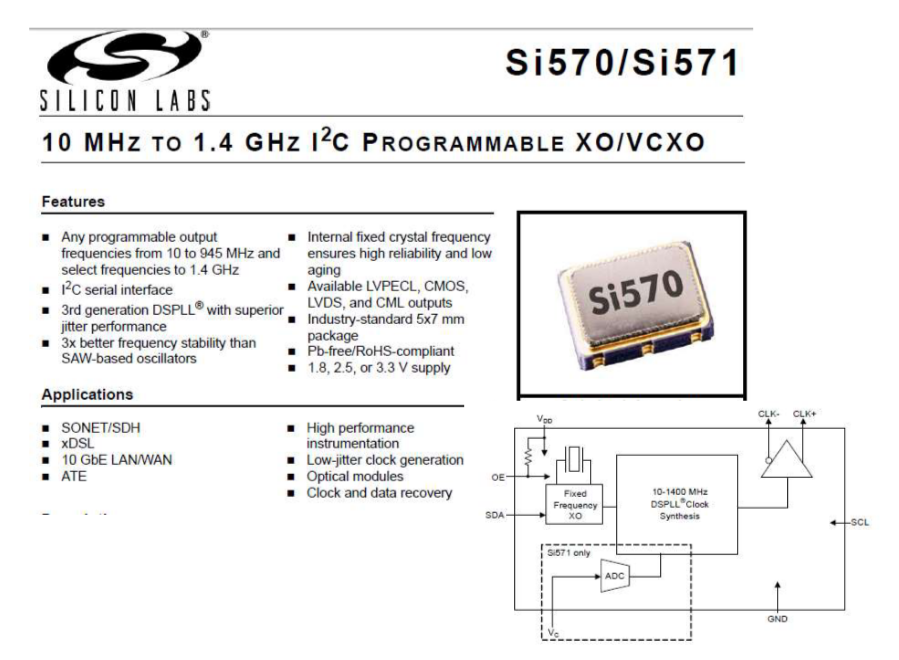 ®
SILICON LABS
Si570/Si571
10 MHz to 1.4 GHz I2C Programmable XO/VCXO
Features
■ Any programmable output
frequencies from 10 to 945 MHz and
select frequencies to 1.4 GHz
■ I2C serial interface
■ 3rd generation DSPLL® with superior
jitter performance
■ 3x better frequency stability than
SAW-based oscillators
■ Internal fixed crystal frequency
ensures high reliability and low
aging
■ Available LVPECL, CMOS,
LVDS, and CML outputs
■ Industry-standard 5x7 mm
package
■ Pb-free/RoHS-compliant
■ 1.8, 2.5, or 3.3 V supply
Si570
Applications
■ SONET/SDH
■ xDSL
■ 10 GbE LAN/WAN
■ ATE
■ High performance
instrumentation
■ Low-jitter clock generation
■ Optical modules
■ Clock and data recovery
VDD
CLK-
CLK+
OE
Fixed
Frequency
XO
10-1400 MHz
DSPLL® Clock
Synthesis
SDA
SCL
Si571 only
ADC
GND
VC